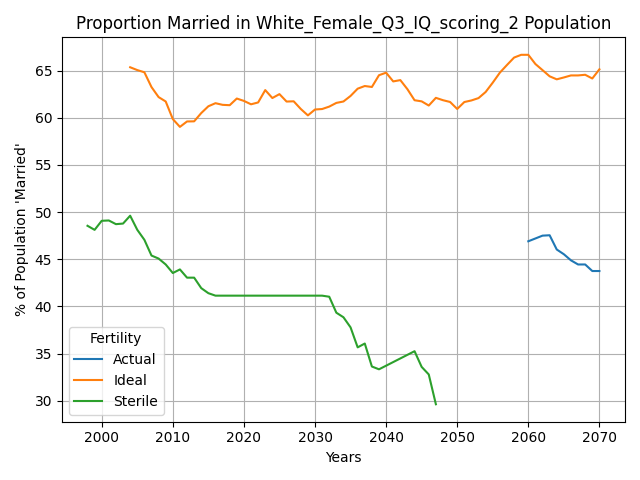 Proportion Married in White_Female_Q3_IQ_scoring_2 Population
% of Population 'Married'
65
60
55
50
45
40
35
30
Fertility
Actual
Ideal
Sterile
2000 2010 2020 2030 2040 2050 2060 2070
Years